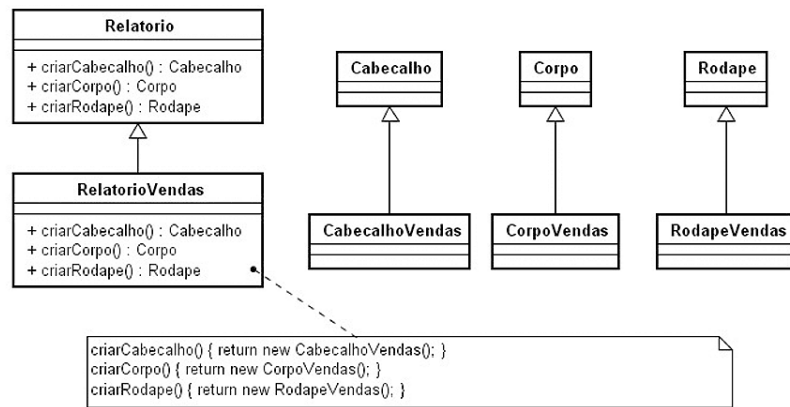 Relatorio
+ criarCabecalho() : Cabecalho
+ criarCorpo() : Corpo
+ criarRodape() : Rodape
Cabecalho
Corpo
Rodape
RelatorioVendas
+ criarCabecalho() : Cabecalho
+ criarCorpo() : Corpo
+ criarRodape() : Rodape
CabecalhoVendas
CorpoVendas
RodapeVendas
criarCabecalho() { return new CabecalhoVendas(); }
criarCorpo() { return new CorpoVendas(); }
criarRodape() { return new RodapeVendas(); }